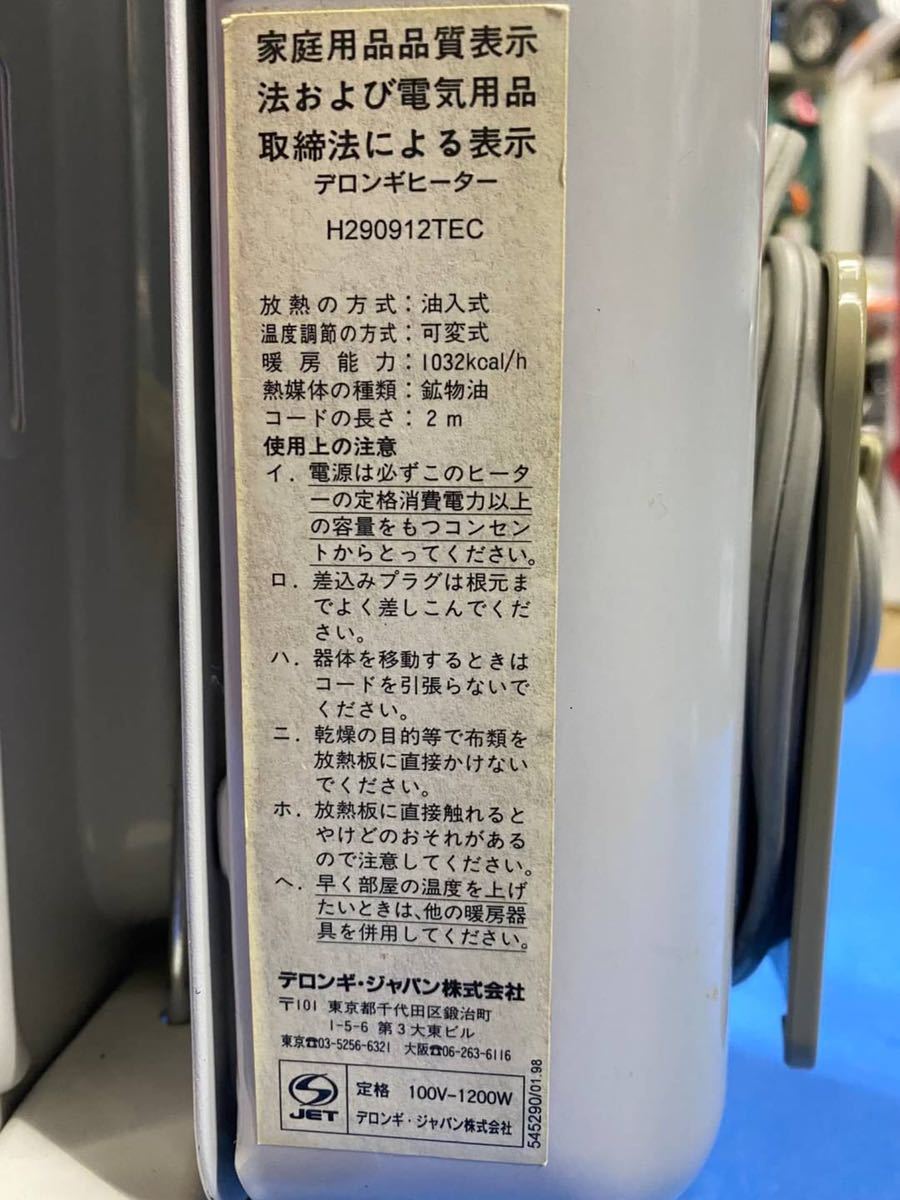 家庭用品品質表示
法および電気用品
取締法による表示
デロンギヒーター
H290912TEC
放熱の方式：油入式
温度調節の方式：可変式
暖房能力：1032kcal/h
熱媒体の種類：鉱物油
コードの長さ：2m
使用上の注意
イ．電源は必ずこのヒータ
ーの定格消費電力以上
の容量をもつコンセン
トからとってください。
ロ．差込みプラグは根元ま
でよく差しこんでくだ
さい。
ハ．器体を移動するときは
コードを引張らないで
ください。
ニ．乾燥の目的等で布類を
放熱板に直接かけない
でください。
ホ．放熱板に直接触れると
やけどのおそれがある
ので注意してください。
ヘ．早く部屋の温度を上げ
たいときは、他の暖房器
具を併用してください。
デロンギ・ジャパン株式会社
〒101 東京都千代田区鍛冶町
1-5-6 第3大東ビル
東京☎03-5256-6321 大阪☎06-263-6116
JET
定格 100V-1200W
デロンギ・ジャパン株式会社
545290/01.98